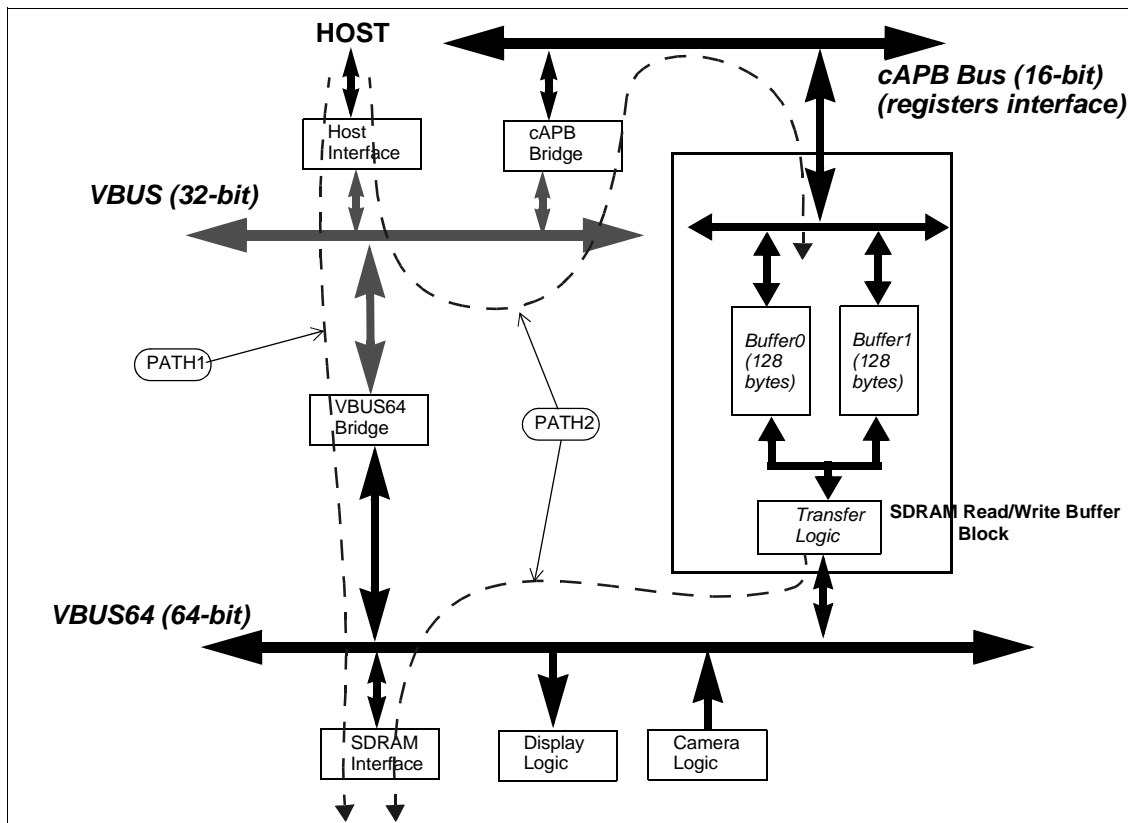 HOST
cAPB Bus (16-bit)
(registers interface)
Host
Interface
cAPB
Bridge
VBUS (32-bit)
Buffer0
(128
bytes)
Buffer1
(128
bytes)
PATH1
VBUS64
Bridge
PATH2
Transfer
Logic
SDRAM Read/Write Buffer
Block
VBUS64 (64-bit)
SDRAM
Interface
Display
Logic
Camera
Logic